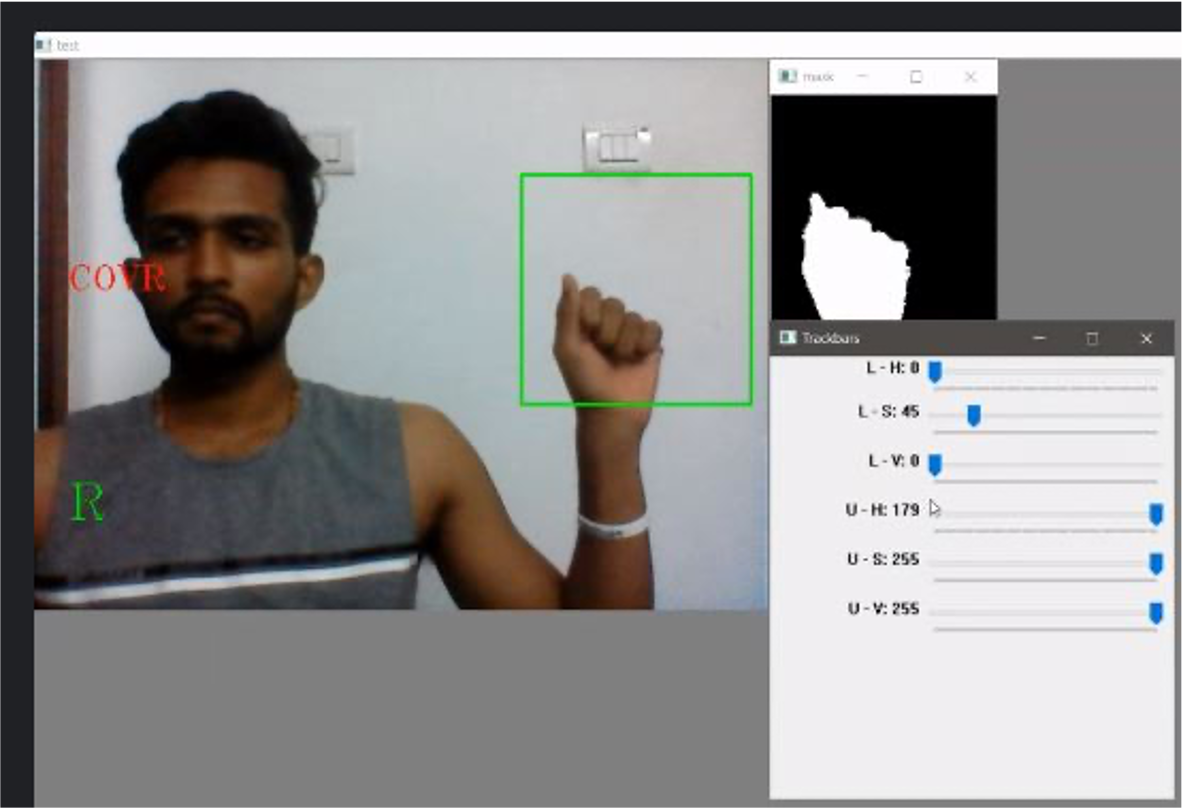 test
mask
COVR
R
Trackbars
L - H: 0
L - S: 45
L - V: 0
U - H: 179
U - S: 255
U - V: 255